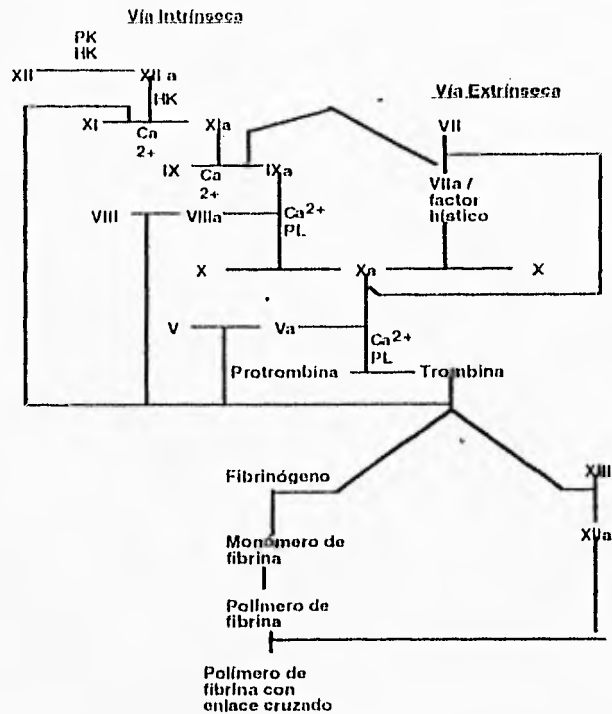 Vía Intrínseca
PK
HK
XII
XII a
HK
Vía Extrínseca
XI
Ca
2+
XIa
VII
IX
Ca
2+
IXa
VIIa /
factor
hístico
VIII
VIIIa
Ca2+
PL
X
Xa
X
V
Va
Ca2+
PL
Protrombina
Trombina
Fibrinógeno
XIII
Monómero de
fibrina
XIIa
Polímero de
fibrina
Polímero de
fibrina con
enlace cruzado